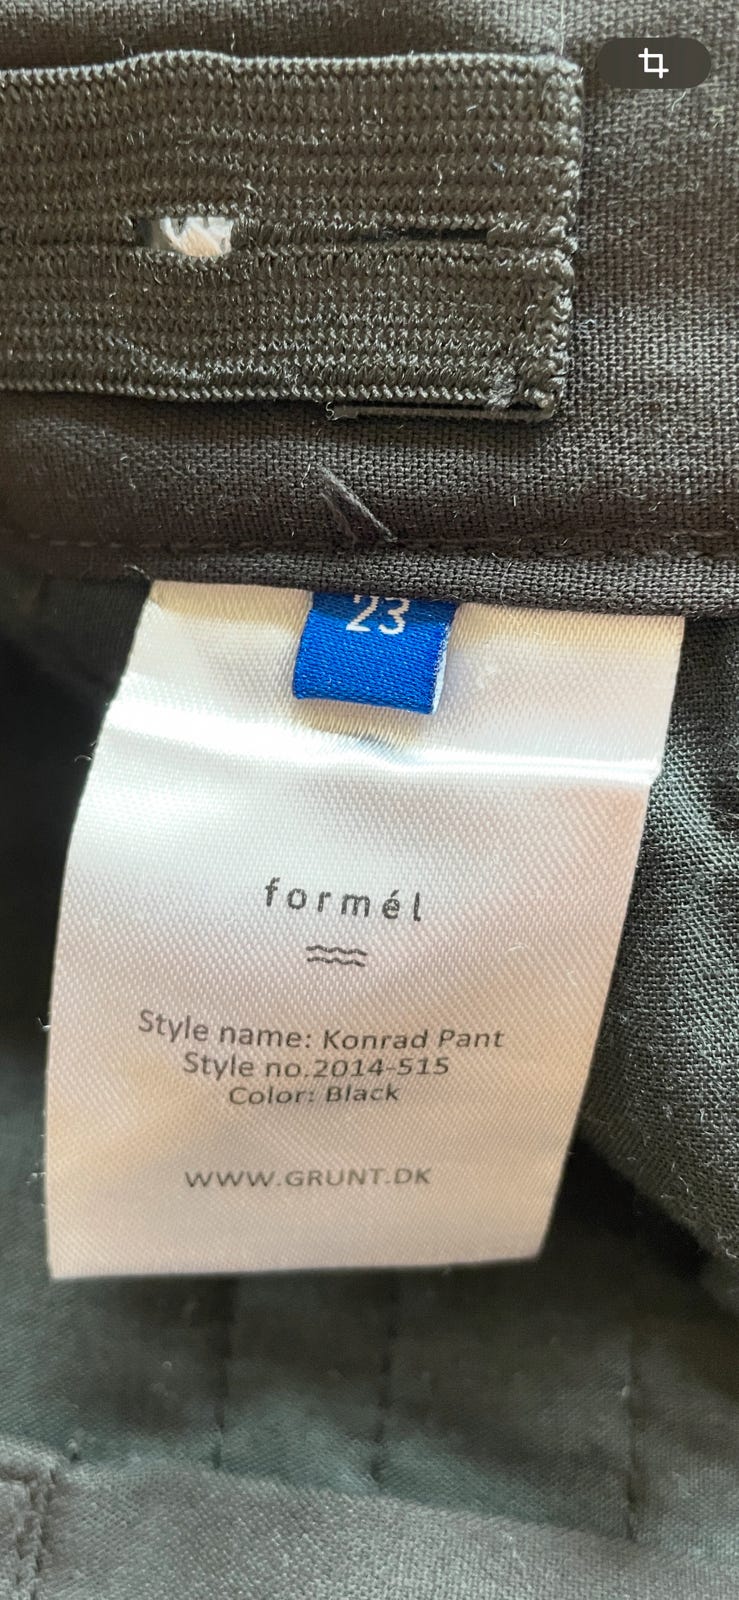 23
formél
Style name: Konrad Pant
Style no.2014-515
Color: Black
WWW.GRUNT.DK